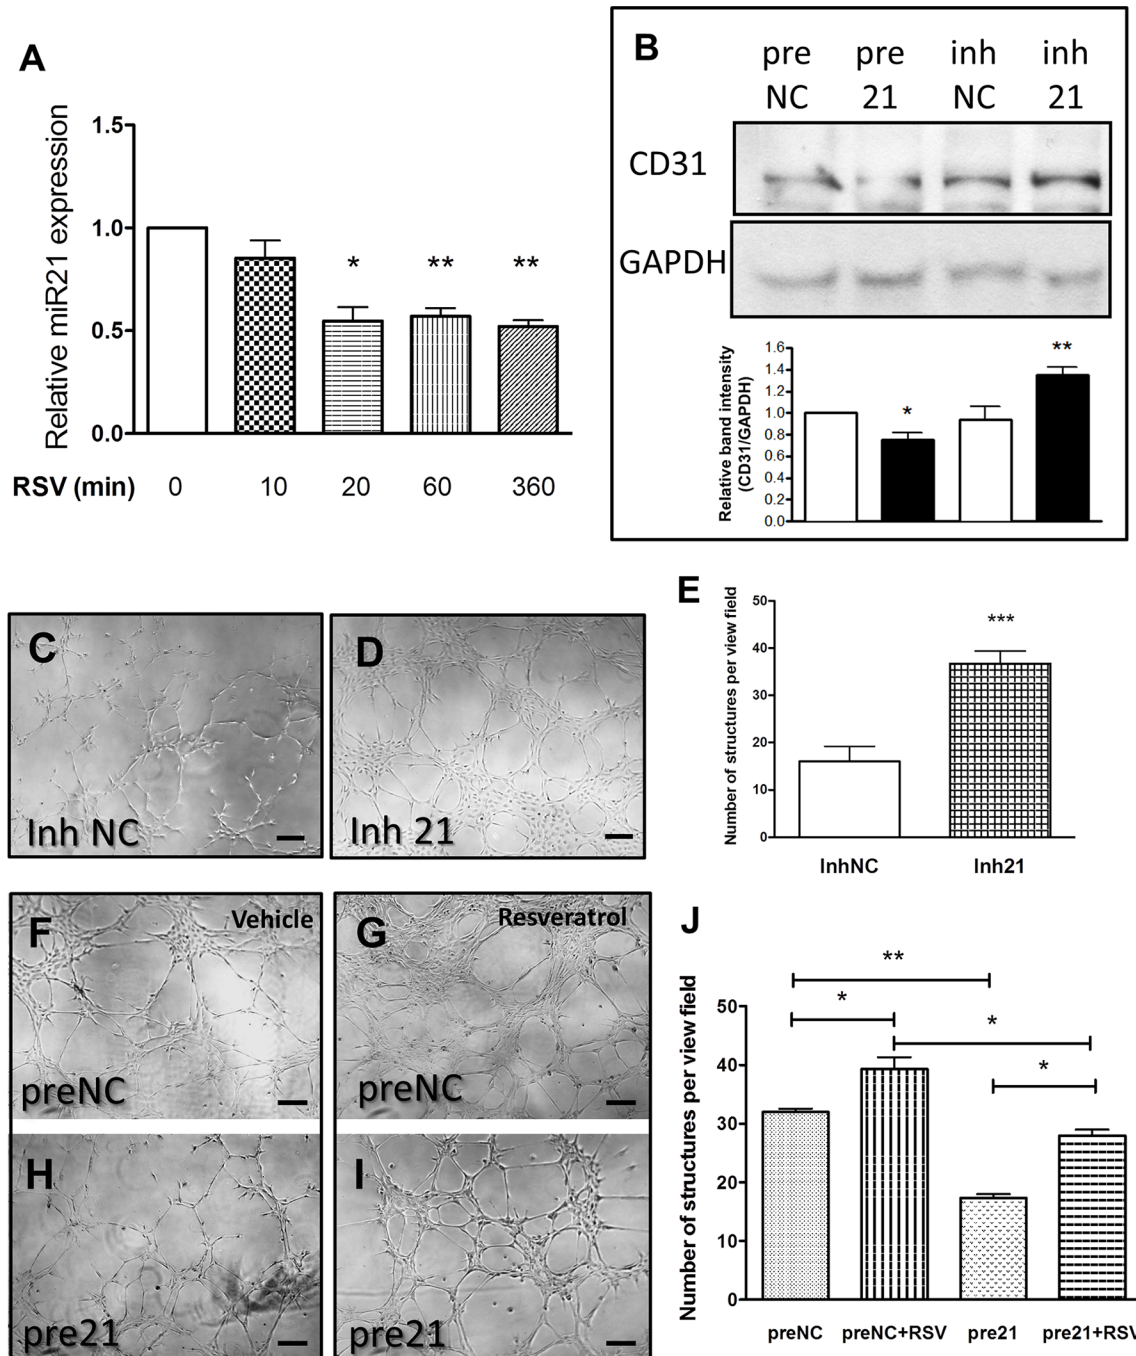 A
Relative miR21 expression
1.5
1.0
0.5
0.0
* ** **
RSV (min) 0 10 20 60 360
B
pre pre inh inh
NC 21 NC 21
CD31
GAPDH
Relative band intensity
(CD31/GAPDH)
1.6
1.4
1.2
1.0
0.8
0.6
0.4
0.2
0.0
* **
C
Inh NC
D
Inh 21
E
Number of structures per view field
50
40
30
20
10
0
***
InhNC Inh21
F
Vehicle
preNC
G
Resveratrol
preNC
H
pre21
I
pre21
J
Number of structures per view field
50
40
30
20
10
0
**
*
*
*
preNC preNC+RSV pre21 pre21+RSV